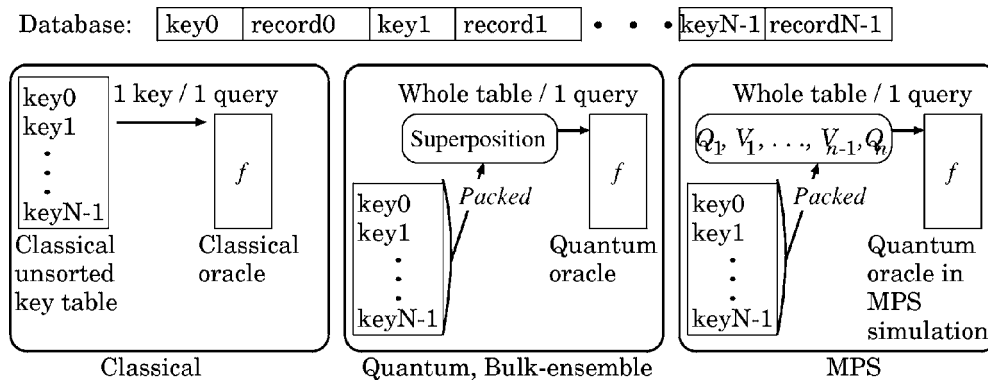 Database: key0 record0 key1 record1 • • • keyN-1 recordN-1
key0
key1
•
•
•
keyN-1
1 key / 1 query
f
Classical
unsorted
key table
Classical
oracle
Classical
Whole table / 1 query
Superposition
Packed
f
key0
key1
•
•
•
keyN-1
Quantum
oracle
Quantum, Bulk-ensemble
Whole table / 1 query
Q1, V1, . . ., Vn-1, Qn
Packed
f
key0
key1
•
•
•
keyN-1
Quantum
oracle in
MPS
simulation
MPS